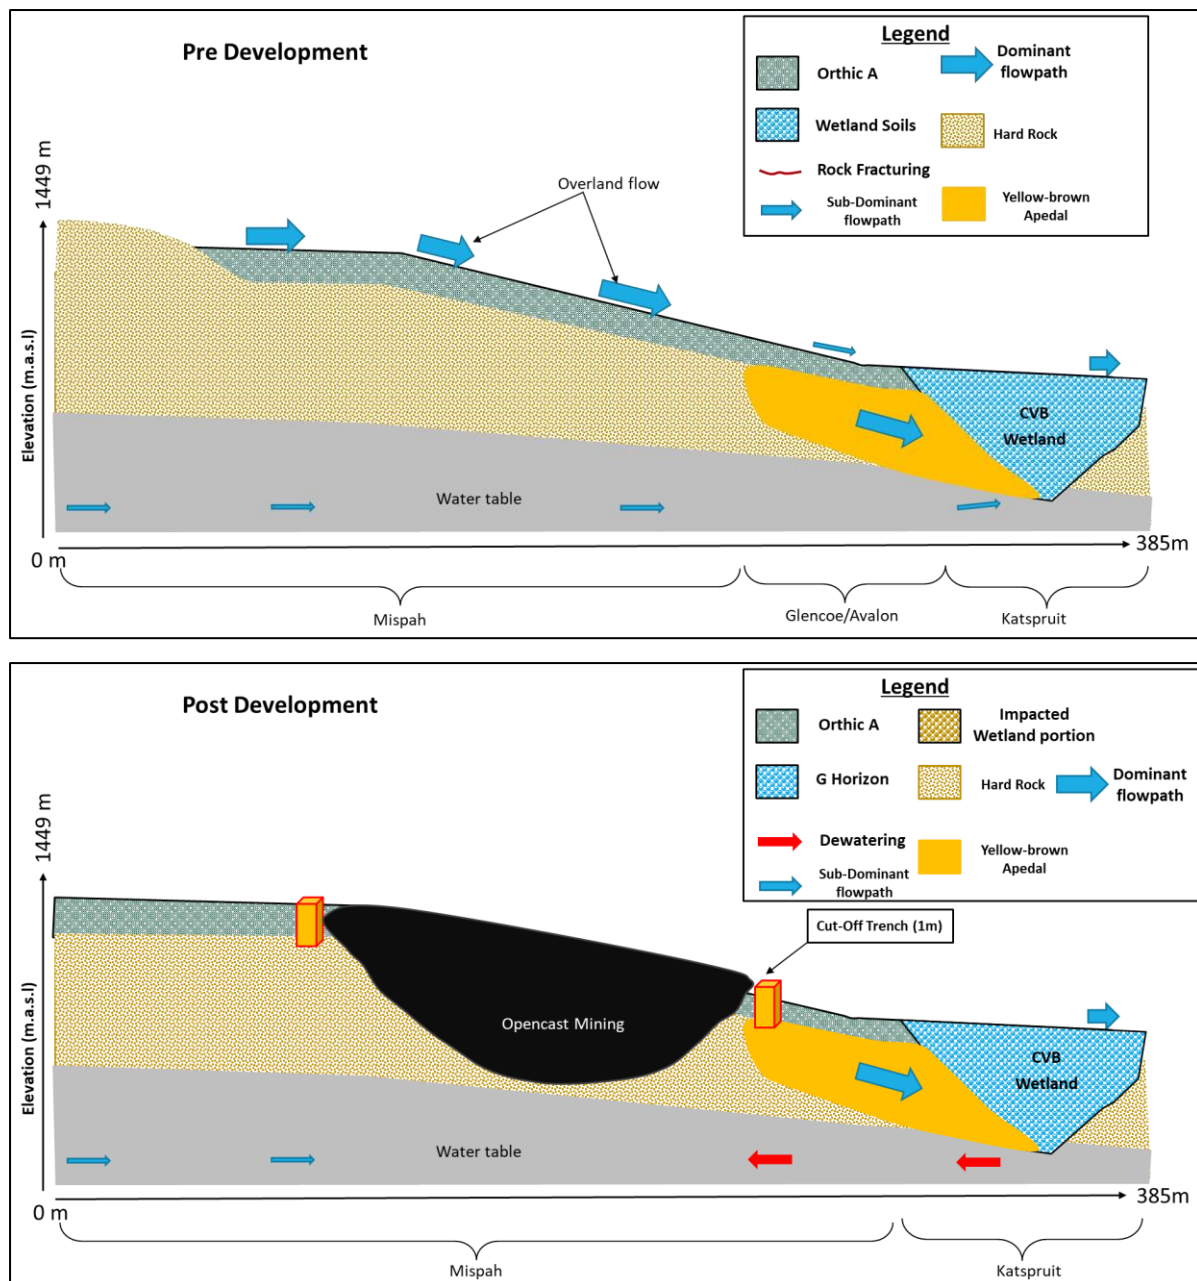 Pre Development
Legend
Orthic A
Dominant
flowpath
Wetland Soils
Hard Rock
Rock Fracturing
Sub-Dominant
flowpath
Yellow-brown
Apedal
1449 m
Elevation (m.a.s.l)
Overland flow
CVB
Wetland
Water table
0 m
385m
Mispah
Glencoe/Avalon
Katspruit
Post Development
Legend
Orthic A
Impacted
Wetland portion
G Horizon
Hard Rock
Dominant
flowpath
Dewatering
Sub-Dominant
flowpath
Yellow-brown
Apedal
1449 m
Elevation (m.a.s.l)
Cut-Off Trench (1m)
Opencast Mining
CVB
Wetland
Water table
0 m
385m
Mispah
Katspruit